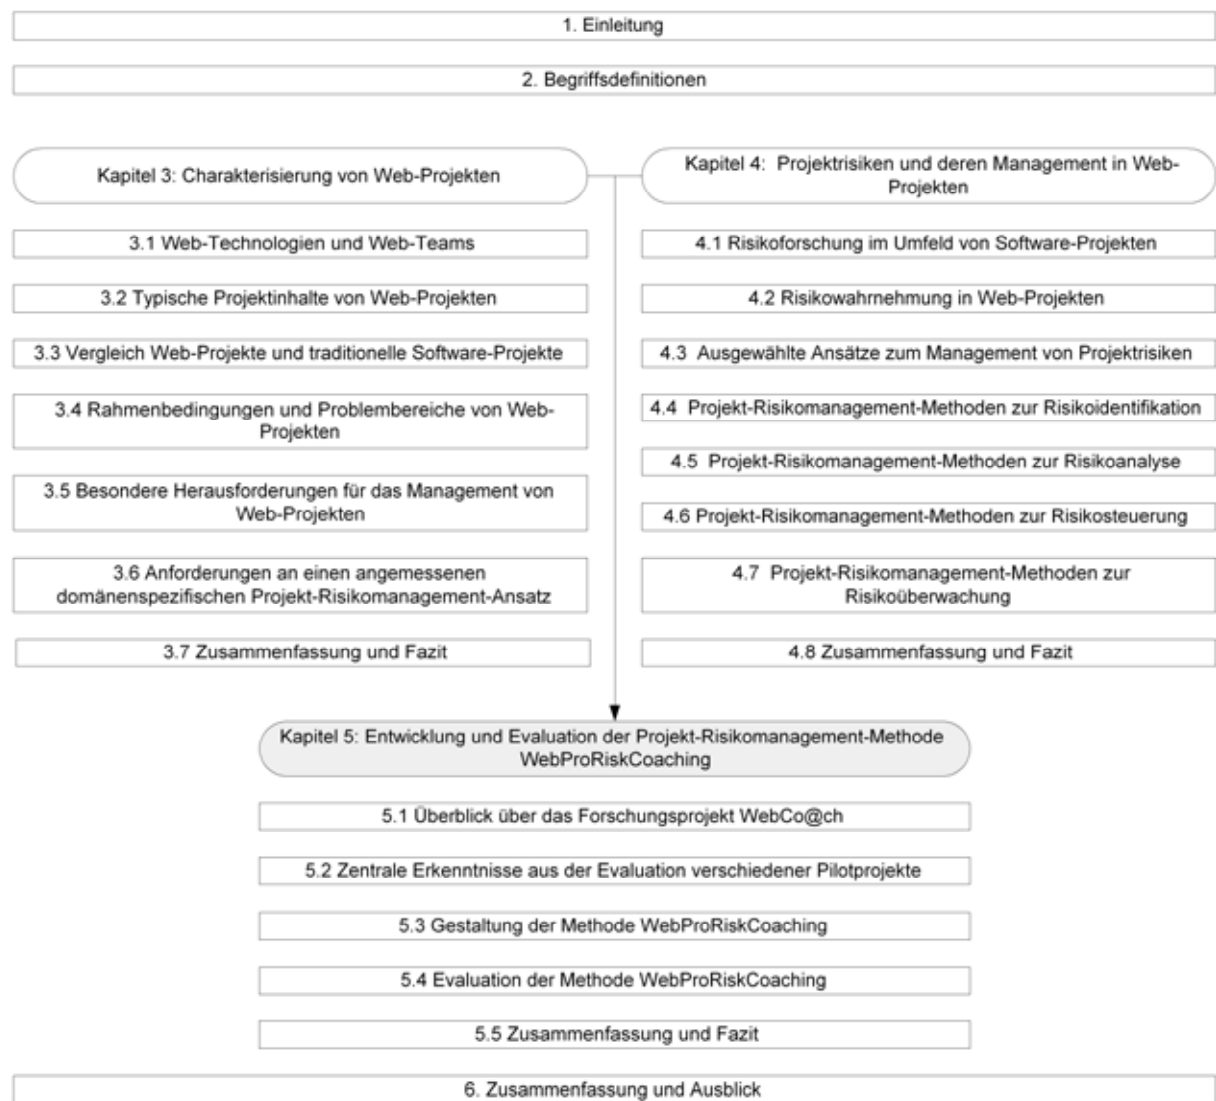 1. Einleitung
2. Begriffsdefinitionen
Kapitel 3: Charakterisierung von Web-Projekten
3.1 Web-Technologien und Web-Teams
3.2 Typische Projektinhalte von Web-Projekten
3.3 Vergleich Web-Projekte und traditionelle Software-Projekte
3.4 Rahmenbedingungen und Problembereiche von Web-
Projekten
3.5 Besondere Herausforderungen für das Management von
Web-Projekten
3.6 Anforderungen an einen angemessenen
domänenspezifischen Projekt-Risikomanagement-Ansatz
3.7 Zusammenfassung und Fazit
Kapitel 4: Projektrisiken und deren Management in Web-
Projekten
4.1 Risikoforschung im Umfeld von Software-Projekten
4.2 Risikowahrnehmung in Web-Projekten
4.3 Ausgewählte Ansätze zum Management von Projektrisiken
4.4 Projekt-Risikomanagement-Methoden zur Risikoidentifikation
4.5 Projekt-Risikomanagement-Methoden zur Risikoanalyse
4.6 Projekt-Risikomanagement-Methoden zur Risikosteuerung
4.7 Projekt-Risikomanagement-Methoden zur
Risikoüberwachung
4.8 Zusammenfassung und Fazit
Kapitel 5: Entwicklung und Evaluation der Projekt-Risikomanagement-Methode
WebProRiskCoaching
5.1 Überblick über das Forschungsprojekt WebCo@ch
5.2 Zentrale Erkenntnisse aus der Evaluation verschiedener Pilotprojekte
5.3 Gestaltung der Methode WebProRiskCoaching
5.4 Evaluation der Methode WebProRiskCoaching
5.5 Zusammenfassung und Fazit
6. Zusammenfassung und Ausblick